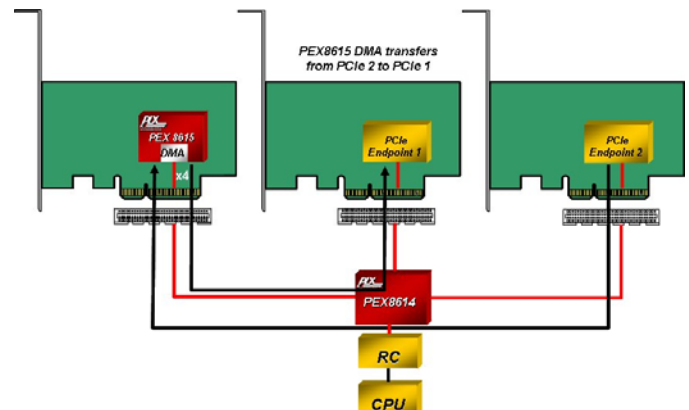 PEX8615 DMA transfers
from PCIe 2 to PCIe 1
PLX
PEX 8615
DMA
x4
PCIe
Endpoint 1
PCIe
Endpoint 2
PLX
PEX8614
RC
CPU